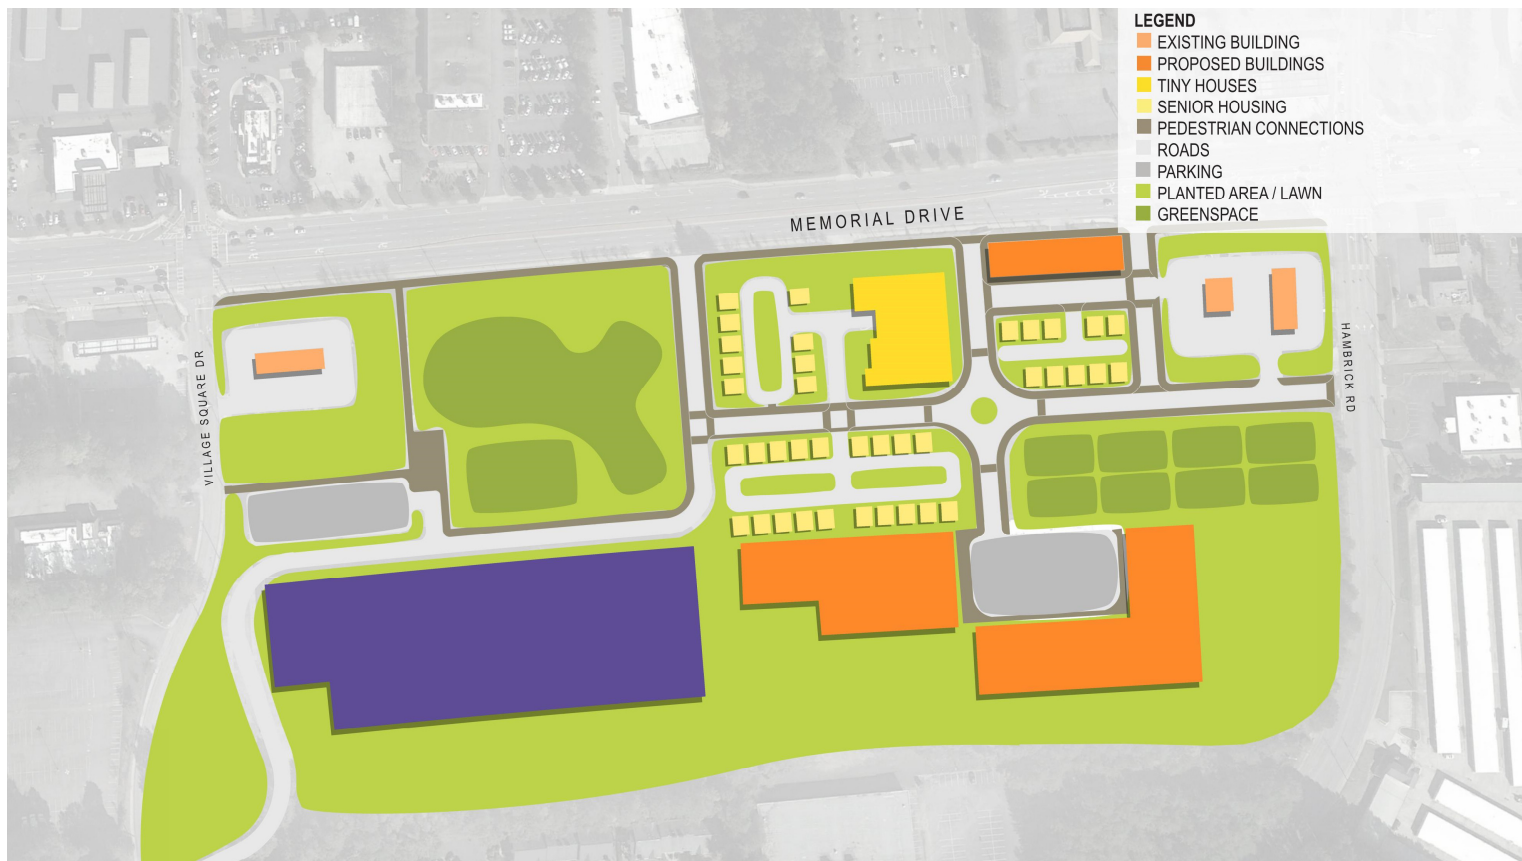 LEGEND
EXISTING BUILDING
PROPOSED BUILDINGS
TINY HOUSES
SENIOR HOUSING
PEDESTRIAN CONNECTIONS
ROADS
PARKING
PLANTED AREA / LAWN
GREENSPACE
MEMORIAL DRIVE
VILLAGE SQUARE DR
HAMBRICK RD